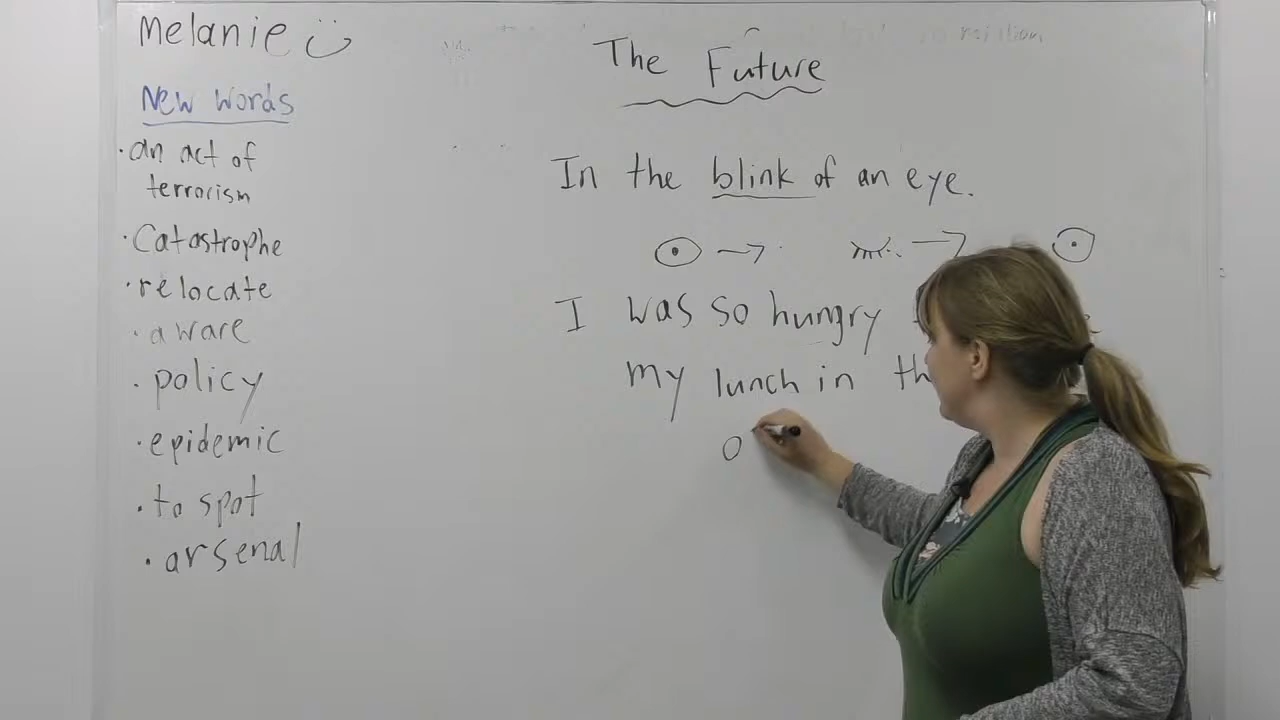 Melanie
New Words
• an act of
terrorism
• Catastrophe
• relocate
• aware
• policy
• epidemic
• to spot
• arsenal
The Future
In the blink of an eye.
I was so hungry
my lunch in th
o